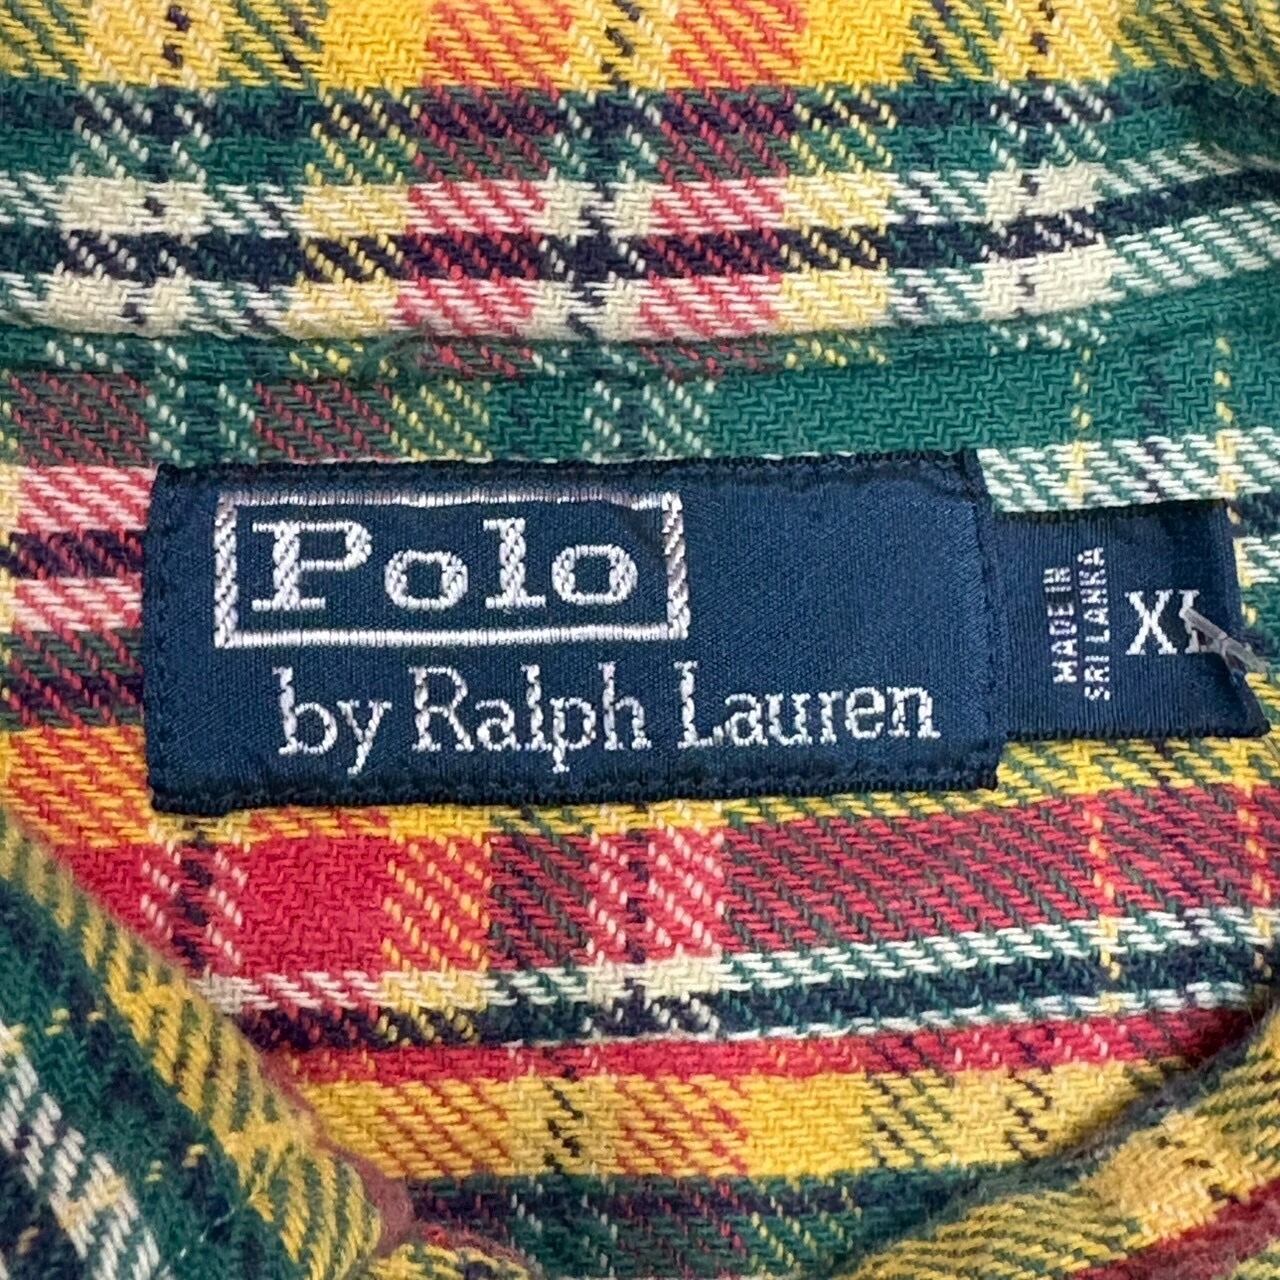 Polo
by Ralph Lauren
MADE IN
SRI LANKA
XL